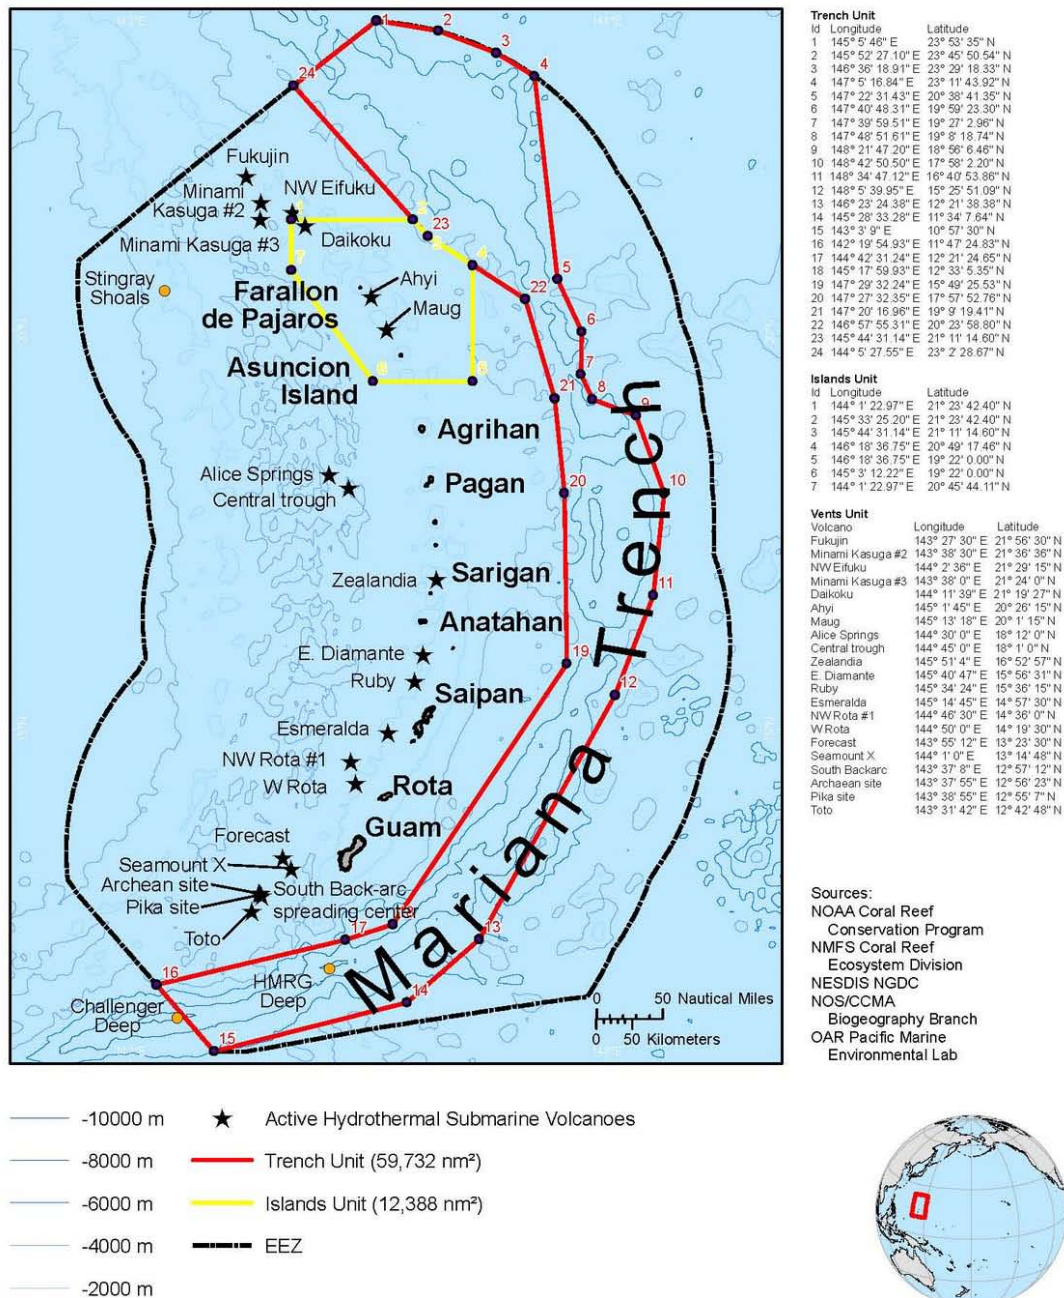 1
2
3
4
24
Fukujin
Minami
Kasuga #2
NW Eifuku
Minami Kasuga #3
Daikoku
23
4
5
6
7
Stingray
Shoals
Farallon
de Pajaros
Ahyi
Maug
22
5
6
7
8
9
21
Asuncion
Island
Agrihan
Alice Springs
Central trough
Pagan
20
10
Zealandia
Sarigan
11
Anatahan
E. Diamante
Ruby
19
12
Saipan
Esmeralda
NW Rota #1
W Rota
Rota
Guam
Forecast
Seamount X
Archean site
Pika site
South Back-arc
spreading center
Toto
17
13
16
HMRG
Deep
Challenger
Deep
14
15
Mariana Trench
0 50 Nautical Miles
0 50 Kilometers
Trench Unit
Id Longitude Latitude
1 145° 5' 46" E 23° 53' 35" N
2 145° 52' 27.10" E 23° 45' 50.54" N
3 146° 36' 18.91" E 23° 29' 18.33" N
4 147° 5' 16.84" E 23° 11' 43.92" N
5 147° 22' 31.43" E 20° 38' 41.35" N
6 147° 40' 48.31" E 19° 59' 23.30" N
7 147° 39' 59.51" E 19° 27' 2.96" N
8 147° 48' 51.61" E 19° 8' 18.74" N
9 148° 21' 47.20" E 18° 56' 6.46" N
10 148° 42' 50.50" E 17° 58' 2.20" N
11 148° 34' 47.12" E 16° 40' 53.86" N
12 148° 5' 39.95" E 15° 25' 51.09" N
13 146° 23' 24.38" E 12° 21' 38.38" N
14 145° 28' 33.28" E 11° 34' 7.64" N
15 143° 3' 9" E 10° 57' 30" N
16 142° 19' 54.93" E 11° 47' 24.83" N
17 144° 42' 31.24" E 12° 21' 24.65" N
18 145° 17' 59.93" E 12° 33' 5.35" N
19 147° 29' 32.24" E 15° 49' 25.53" N
20 147° 27' 32.35" E 17° 57' 52.76" N
21 147° 20' 16.96" E 19° 9' 19.41" N
22 146° 57' 55.31" E 20° 23' 58.80" N
23 145° 44' 31.14" E 21° 11' 14.60" N
24 144° 5' 27.55" E 23° 2' 28.67" N
Islands Unit
Id Longitude Latitude
1 144° 1' 22.97" E 21° 23' 42.40" N
2 145° 33' 25.20" E 21° 23' 42.40" N
3 145° 44' 31.14" E 21° 11' 14.60" N
4 146° 18' 36.75" E 20° 49' 17.46" N
5 146° 18' 36.75" E 19° 22' 0.00" N
6 145° 3' 12.22" E 19° 22' 0.00" N
7 144° 1' 22.97" E 20° 45' 44.11" N
Vents Unit
Volcano Longitude Latitude
Fukujin 143° 27' 30" E 21° 56' 30" N
Minami Kasuga #2 143° 38' 30" E 21° 36' 36" N
NW Eifuku 144° 2' 36" E 21° 29' 15" N
Minami Kasuga #3 143° 38' 0" E 21° 24' 0" N
Daikoku 144° 11' 39" E 21° 19' 27" N
Ahyi 145° 1' 45" E 20° 26' 15" N
Maug 145° 13' 18" E 20° 1' 15" N
Alice Springs 144° 30' 0" E 18° 12' 0" N
Central trough 144° 45' 0" E 18° 1' 0" N
Zealandia 145° 51' 4" E 16° 52' 57" N
E. Diamante 145° 40' 47" E 15° 56' 31" N
Ruby 145° 34' 24" E 15° 36' 15" N
Esmeralda 145° 14' 45" E 14° 57' 30" N
NW Rota #1 144° 46' 30" E 14° 36' 0" N
W Rota 144° 50' 0" E 14° 19' 30" N
Forecast 143° 55' 12" E 13° 23' 30" N
Seamount X 144° 1' 0" E 13° 14' 48" N
South Backarc 143° 37' 8" E 12° 57' 12" N
Archaean site 143° 37' 55" E 12° 56' 23" N
Pika site 143° 38' 55" E 12° 55' 7" N
Toto 143° 31' 42" E 12° 42' 48" N
Sources:
NOAA Coral Reef
Conservation Program
NMFS Coral Reef
Ecosystem Division
NESDIS NGDC
NOS/CCMA
Biogeography Branch
OAR Pacific Marine
Environmental Lab
-10000 m
-8000 m
-6000 m
-4000 m
-2000 m
Active Hydrothermal Submarine Volcanoes
Trench Unit (59,732 nm²)
Islands Unit (12,388 nm²)
EEZ